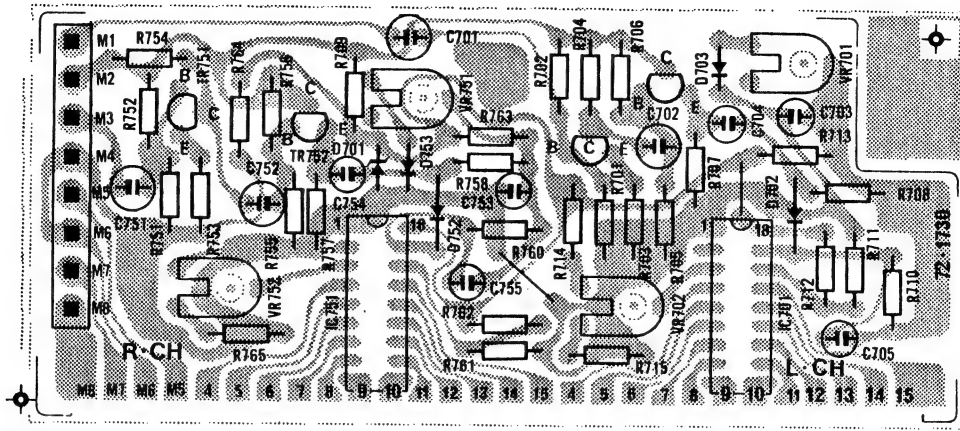 M1
R754
TR751
R764
R756
C
R769
C701
R704
R706
R702
C
D703
VR701
M2
B
R752
C
VR751
R763
B
E
C702
E
C704
C703
R713
M3
E
B
TR752
E
D701
D753
B
C
E
M4
C752
R758
R701
R707
D702
M5
C751
C754
C753
R708
M6
R751
R753
R755
R757
1
18
D752
R760
R714
R703
R705
1
18
R711
72-173B
M7
VR752
C755
VR702
R712
R710
M8
IC751
R762
IC701
R·CH
R765
R761
R715
C705
L·CH
M8 M7 M6 M5 4 5 6 7 8 9 10 11 12 13 14 15 4 5 6 7 8 9 10 11 12 13 14 15